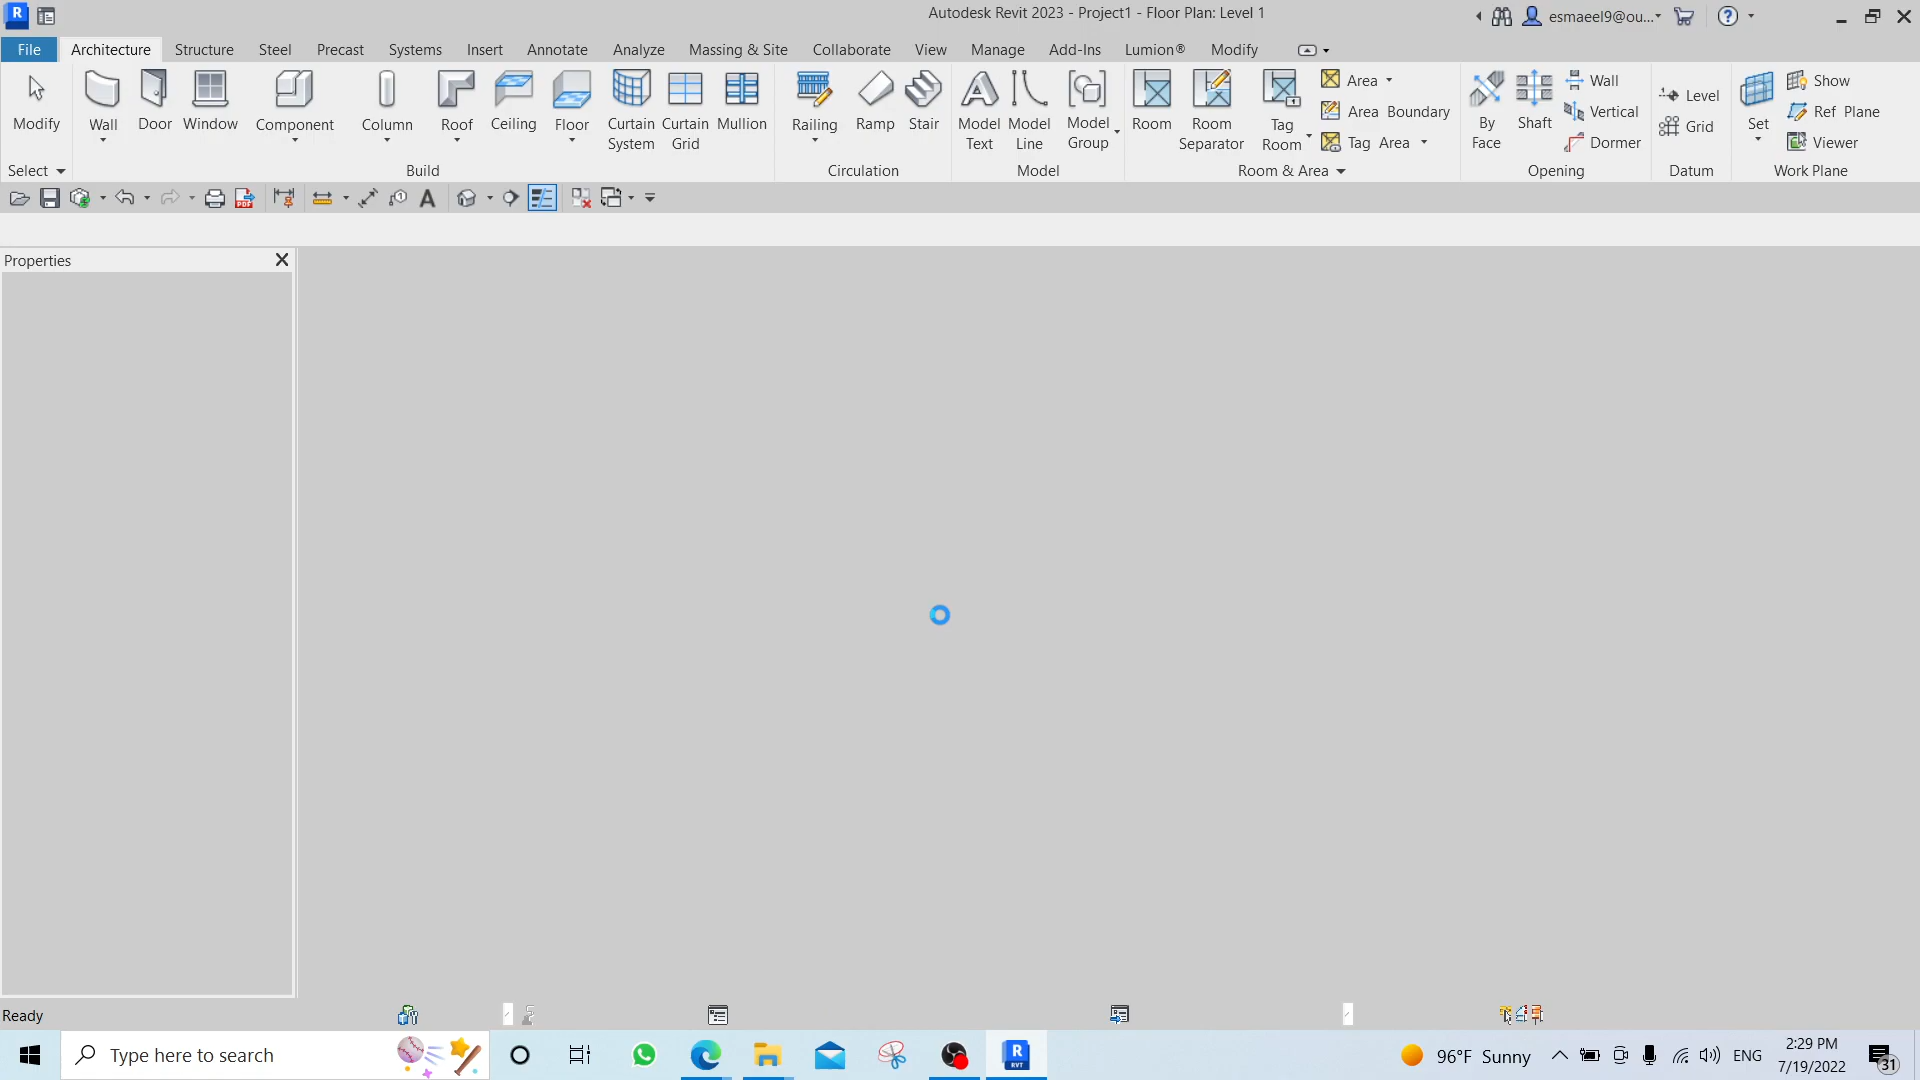 Autodesk Revit 2023 - Project1 - Floor Plan: Level 1
esmaeel9@ou...
File Architecture Structure Steel Precast Systems Insert Annotate Analyze Massing & Site Collaborate View Manage Add-Ins Lumion® Modify
Modify
Wall
Door
Window
Component
Column
Roof
Ceiling
Floor
Curtain
System
Curtain
Grid
Mullion
Railing
Ramp
Stair
Model
Text
Model
Line
Model
Group
Room
Room
Separator
Tag
Room
Area
Area Boundary
Tag Area
By
Face
Shaft
Wall
Vertical
Dormer
Level
Grid
Set
Show
Ref Plane
Viewer
Select Build Circulation Model Room & Area Opening Datum Work Plane
Properties
Ready
Type here to search
96°F Sunny
ENG
2:29 PM
7/19/2022
31